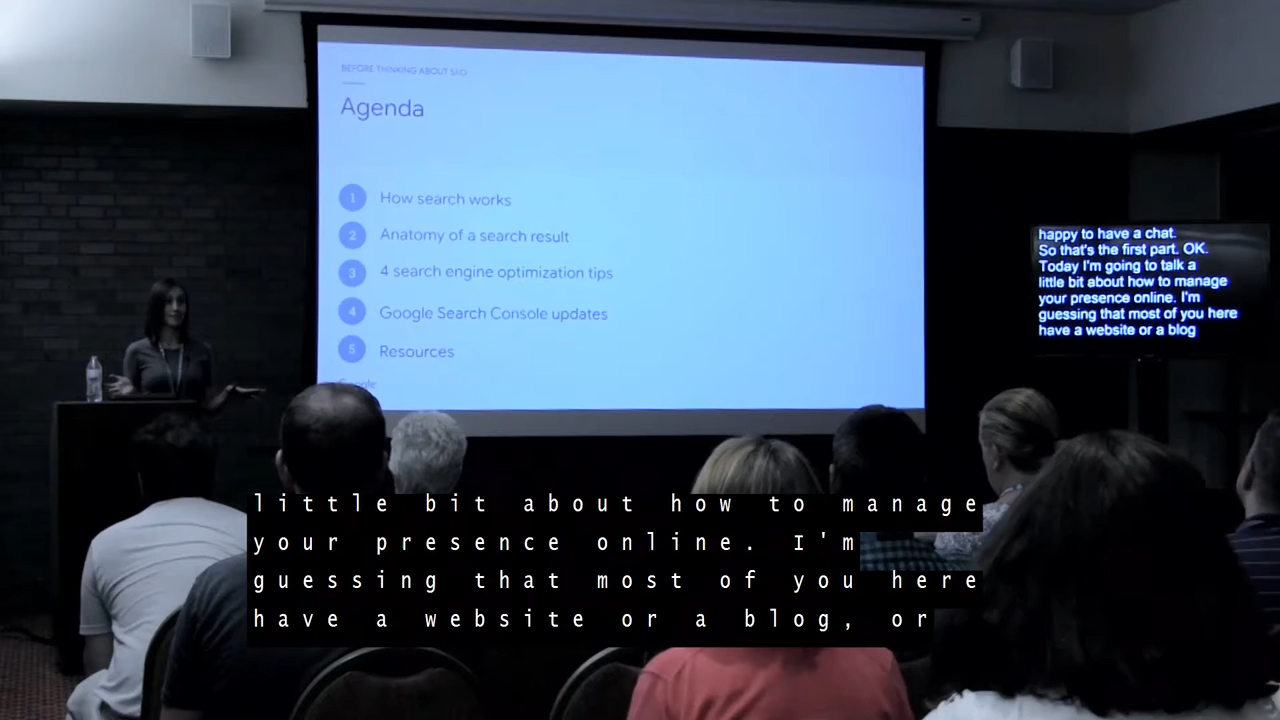 BEFORE THINKING ABOUT SEO
Agenda
1 How search works
2 Anatomy of a search result
3 4 search engine optimization tips
4 Google Search Console updates
5 Resources
Google
happy to have a chat.
So that's the first part. OK.
Today I'm going to talk a
little bit about how to manage
your presence online. I'm
guessing that most of you here
have a website or a blog
little bit about how to manage
your presence online. I'm
guessing that most of you here
have a website or a blog, or